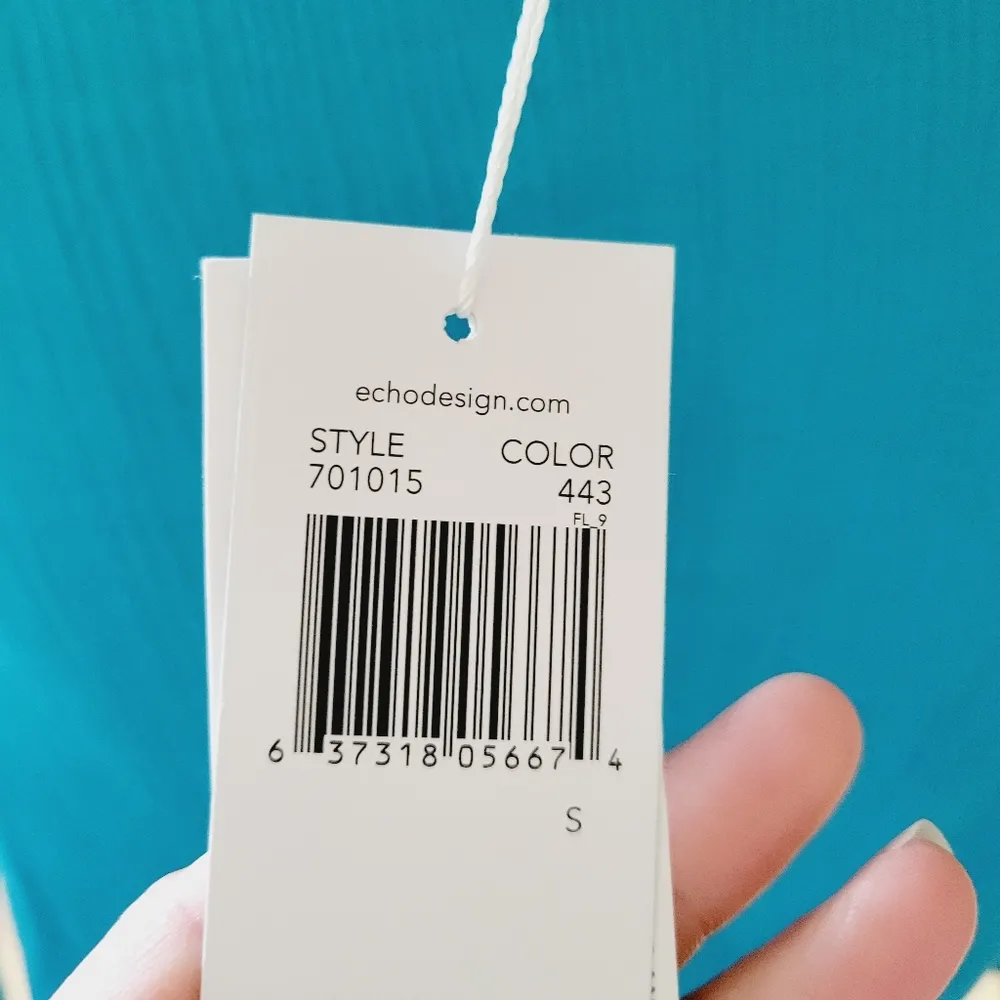 echodesign.com
STYLE COLOR
701015 443
FL_9
6 37318 05667 4
S